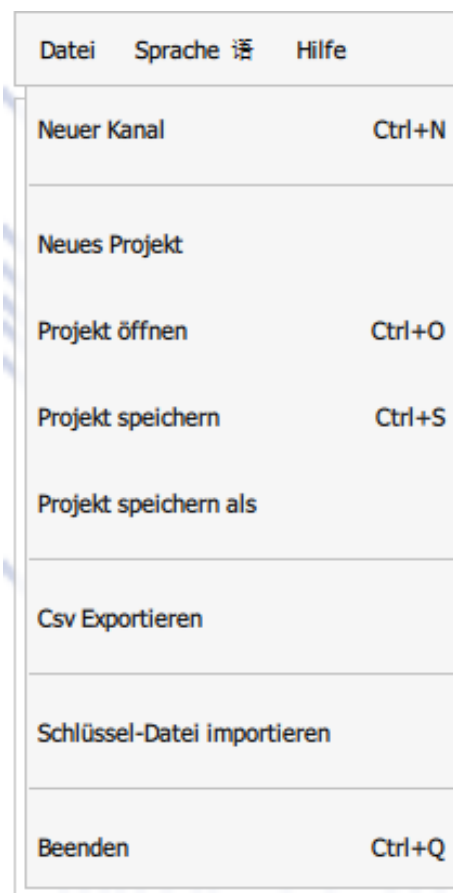 Datei Sprache 语 Hilfe
Neuer Kanal Ctrl+N
Neues Projekt
Projekt öffnen Ctrl+O
Projekt speichern Ctrl+S
Projekt speichern als
Csv Exportieren
Schlüssel-Datei importieren
Beenden Ctrl+Q